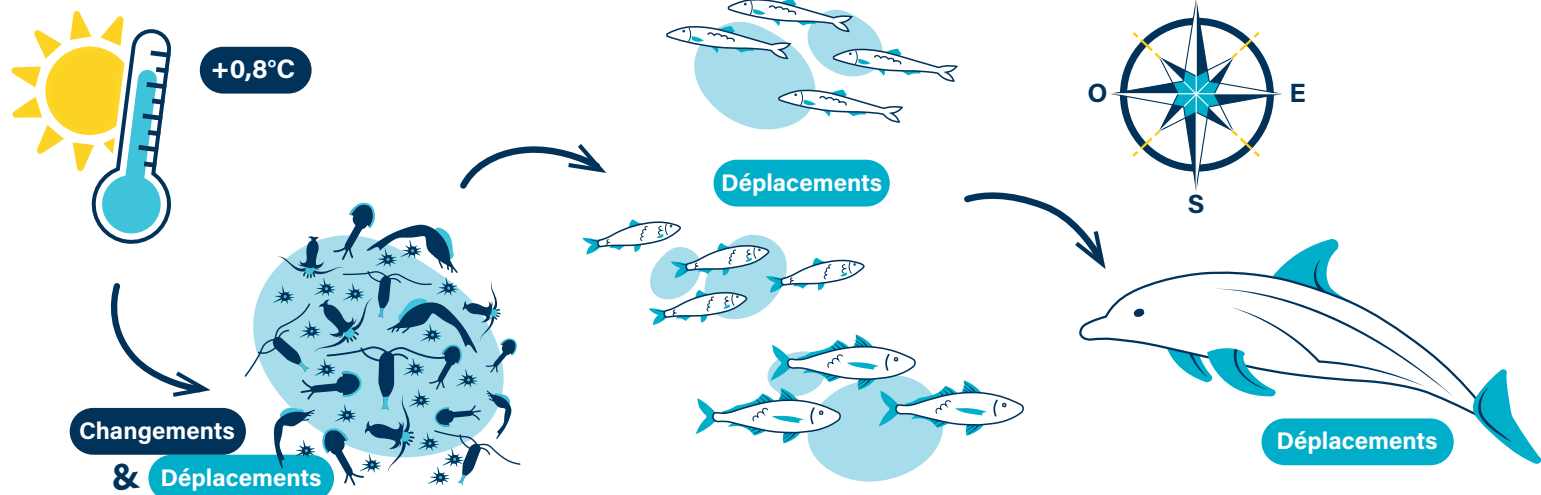 +0,8°C
Changements
& Déplacements
Déplacements
O
E
S
Déplacements